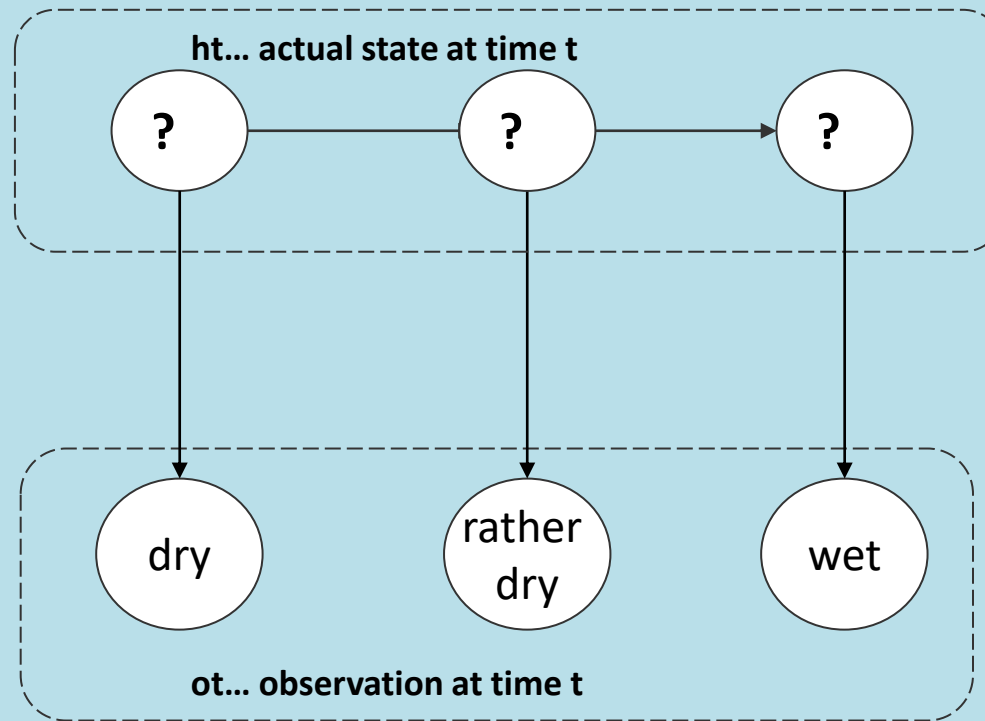 ht... actual state at time t
? ? ?
dry
rather
dry
wet
ot... observation at time t